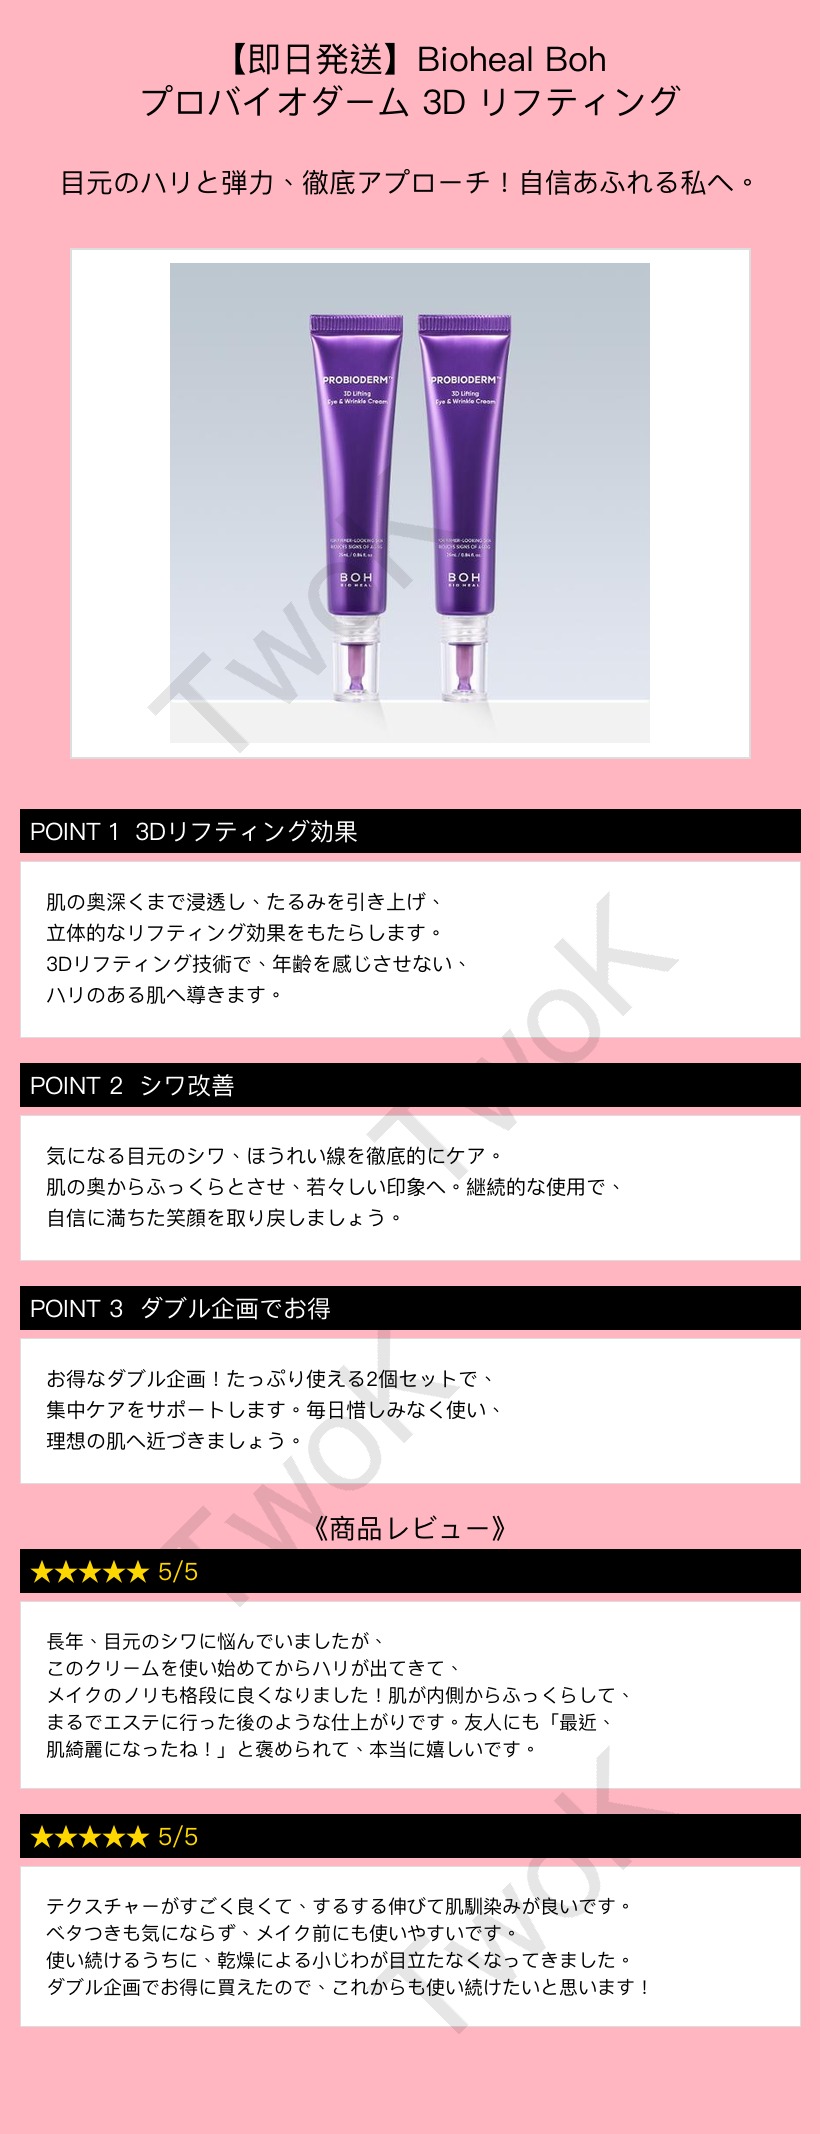 【即日発送】Bioheal Boh
プロバイオダーム 3D リフティング
目元のハリと弾力、徹底アプローチ！自信あふれる私へ。
PROBIODERM™
3D Lifting
Eye & Wrinkle Cream
25mL / 0.84 fl. oz.
BOH
BIO HEAL
PROBIODERM™
3D Lifting
Eye & Wrinkle Cream
25mL / 0.84 fl. oz.
BOH
BIO HEAL
TwoK
POINT 1 3Dリフティング効果
肌の奥深くまで浸透し、たるみを引き上げ、
立体的なリフティング効果をもたらします。
3Dリフティング技術で、年齢を感じさせない、
ハリのある肌へ導きます。
TwoK
POINT 2 シワ改善
気になる目元のシワ、ほうれい線を徹底的にケア。
肌の奥からふっくらとさせ、若々しい印象へ。継続的な使用で、
自信に満ちた笑顔を取り戻しましょう。
POINT 3 ダブル企画でお得
お得なダブル企画！たっぷり使える2個セットで、
集中ケアをサポートします。毎日惜しみなく使い、
理想の肌へ近づきましょう。
TwoK
《商品レビュー》
★★★★★ 5/5
長年、目元のシワに悩んでいましたが、
このクリームを使い始めてからハリが出てきて、
メイクのノリも格段に良くなりました！肌が内側からふっくらして、
まるでエステに行った後のような仕上がりです。友人にも「最近、
肌綺麗になったね！」と褒められて、本当に嬉しいです。
★★★★★ 5/5
テクスチャーがすごく良くて、するする伸びて肌馴染みが良いです。
ベタつきも気にならず、メイク前にも使いやすいです。
使い続けるうちに、乾燥による小じわが目立たなくなってきました。
ダブル企画でお得に買えたので、これからも使い続けたいと思います！
TwoK